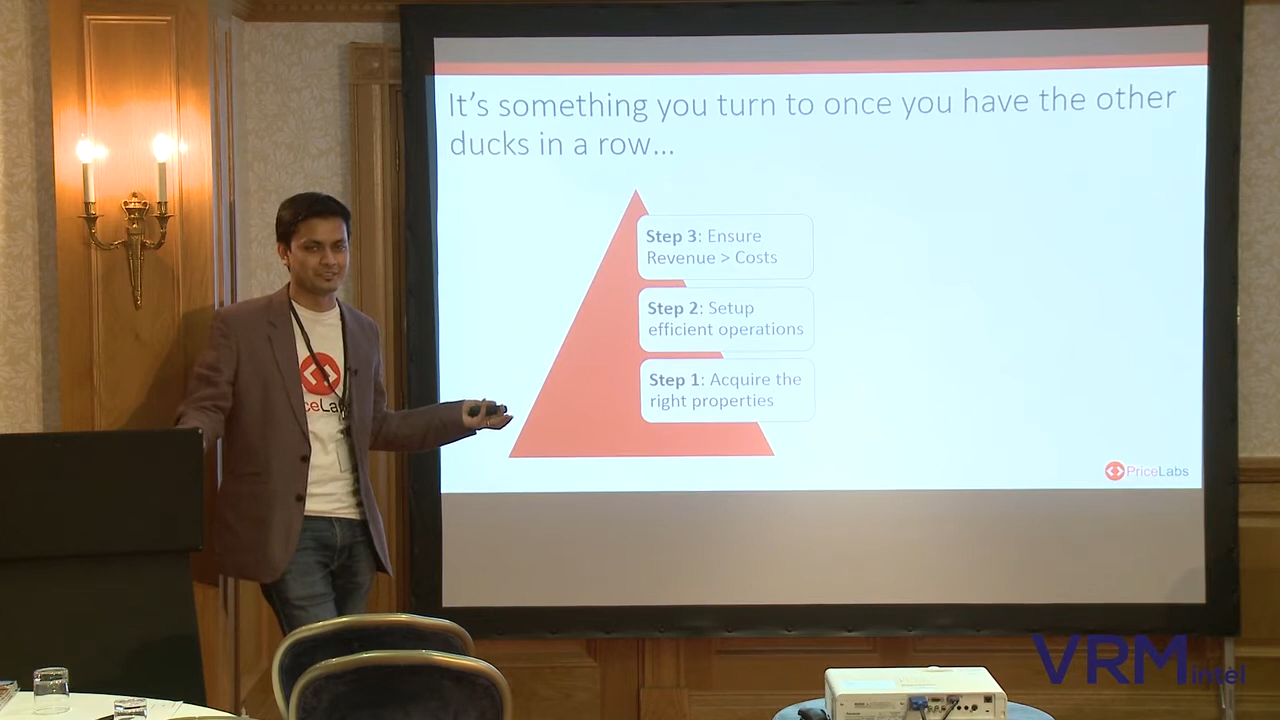 It's something you turn to once you have the other
ducks in a row...
Step 3: Ensure
Revenue > Costs
Step 2: Setup
efficient operations
Step 1: Acquire the
right properties
PriceLabs
ceLab
VRM intel